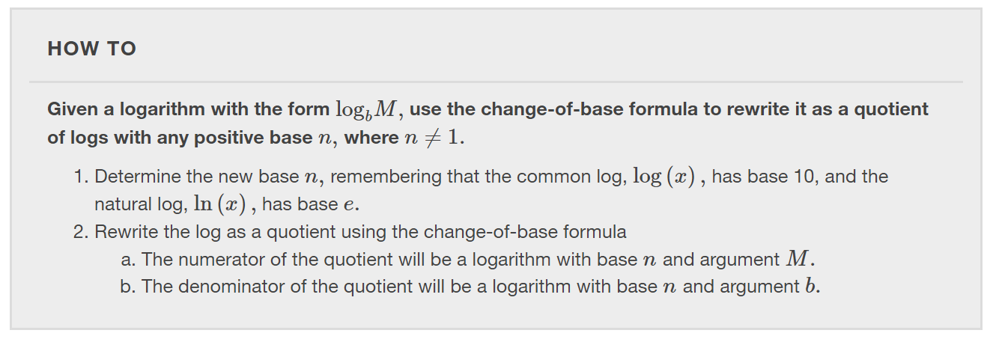 HOW TO
Given a logarithm with the form log_b M, use the change-of-base formula to rewrite it as a quotient
of logs with any positive base n, where n ≠ 1.
1. Determine the new base n, remembering that the common log, log (x), has base 10, and the
natural log, ln (x), has base e.
2. Rewrite the log as a quotient using the change-of-base formula
a. The numerator of the quotient will be a logarithm with base n and argument M.
b. The denominator of the quotient will be a logarithm with base n and argument b.